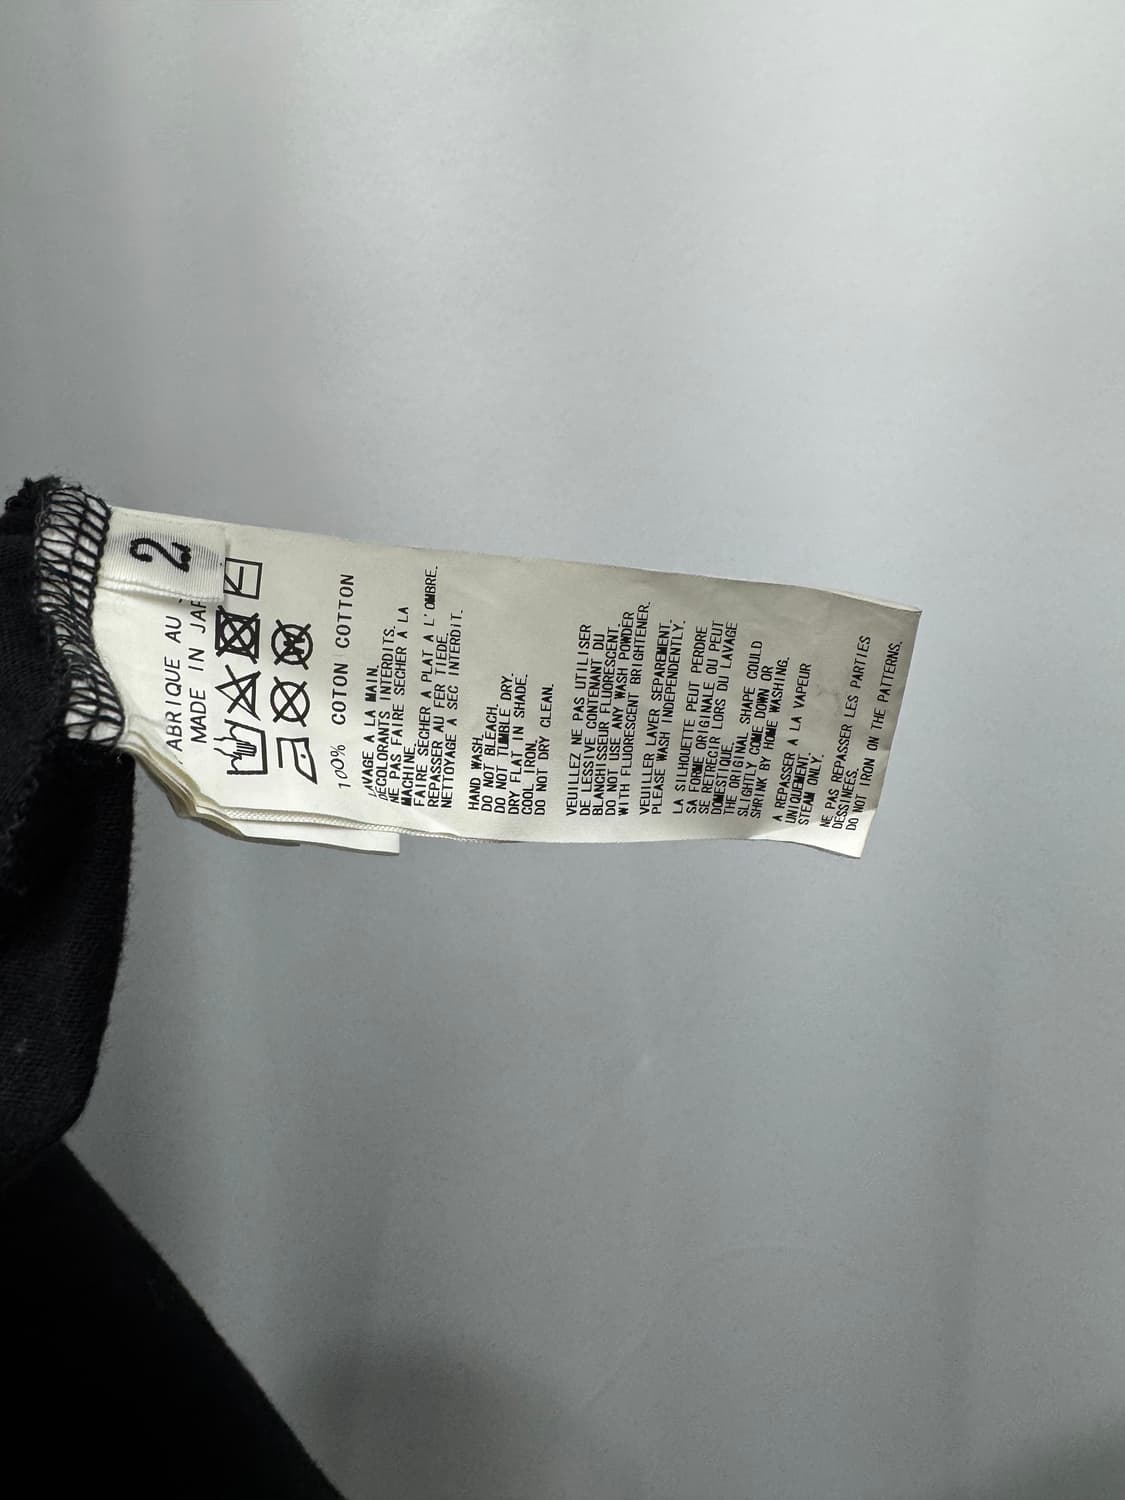 2
FABRIQUE AU
MADE IN JAP
100% COTON COTTON
LAVAGE A LA MAIN.
DÉCOLORANTS INTERDITS.
NE PAS FAIRE SECHER À LA
MACHINE.
FAIRE SECHER A PLAT A L'OMBRE.
REPASSER AU FER TIEDE.
NETTOYAGE A SEC INTERDIT.
HAND WASH.
DO NOT BLEACH.
DO NOT TUMBLE DRY.
DRY FLAT IN SHADE.
COOL IRON.
DO NOT DRY CLEAN.
VEUILLEZ NE PAS UTILISER
DE LESSIVE CONTENANT DU
BLANCHISSEUR FLUORESCENT.
DO NOT USE ANY WASH POWDER
WITH FLUORESCENT BRIGHTENER.
VEUILLER LAVER SEPAREMENT.
PLEASE WASH INDEPENDENTLY.
LA SILHOUETTE PEUT PERDRE
SA FORME ORIGINALE OU PEUT
SE RETRECIR LORS DU LAVAGE
DOMESTIQUE.
THE ORIGINAL SHAPE COULD
SLIGHTLY COME DOWN OR
SHRINK BY HOME WASHING.
A REPASSER A LA VAPEUR
UNIQUEMENT.
STEAM ONLY.
NE PAS REPASSER LES PARTIES
DESSINEES.
DO NOT IRON ON THE PATTERNS.